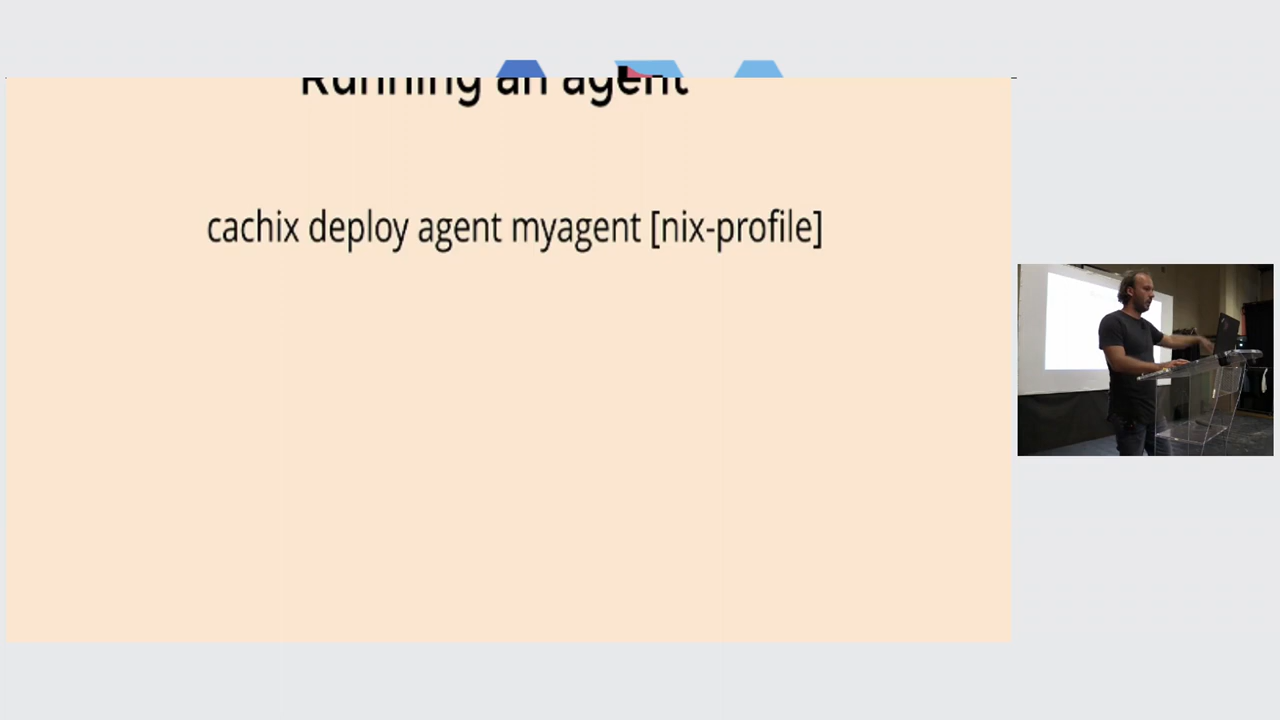 Running an agent
cachix deploy agent myagent [nix-profile]